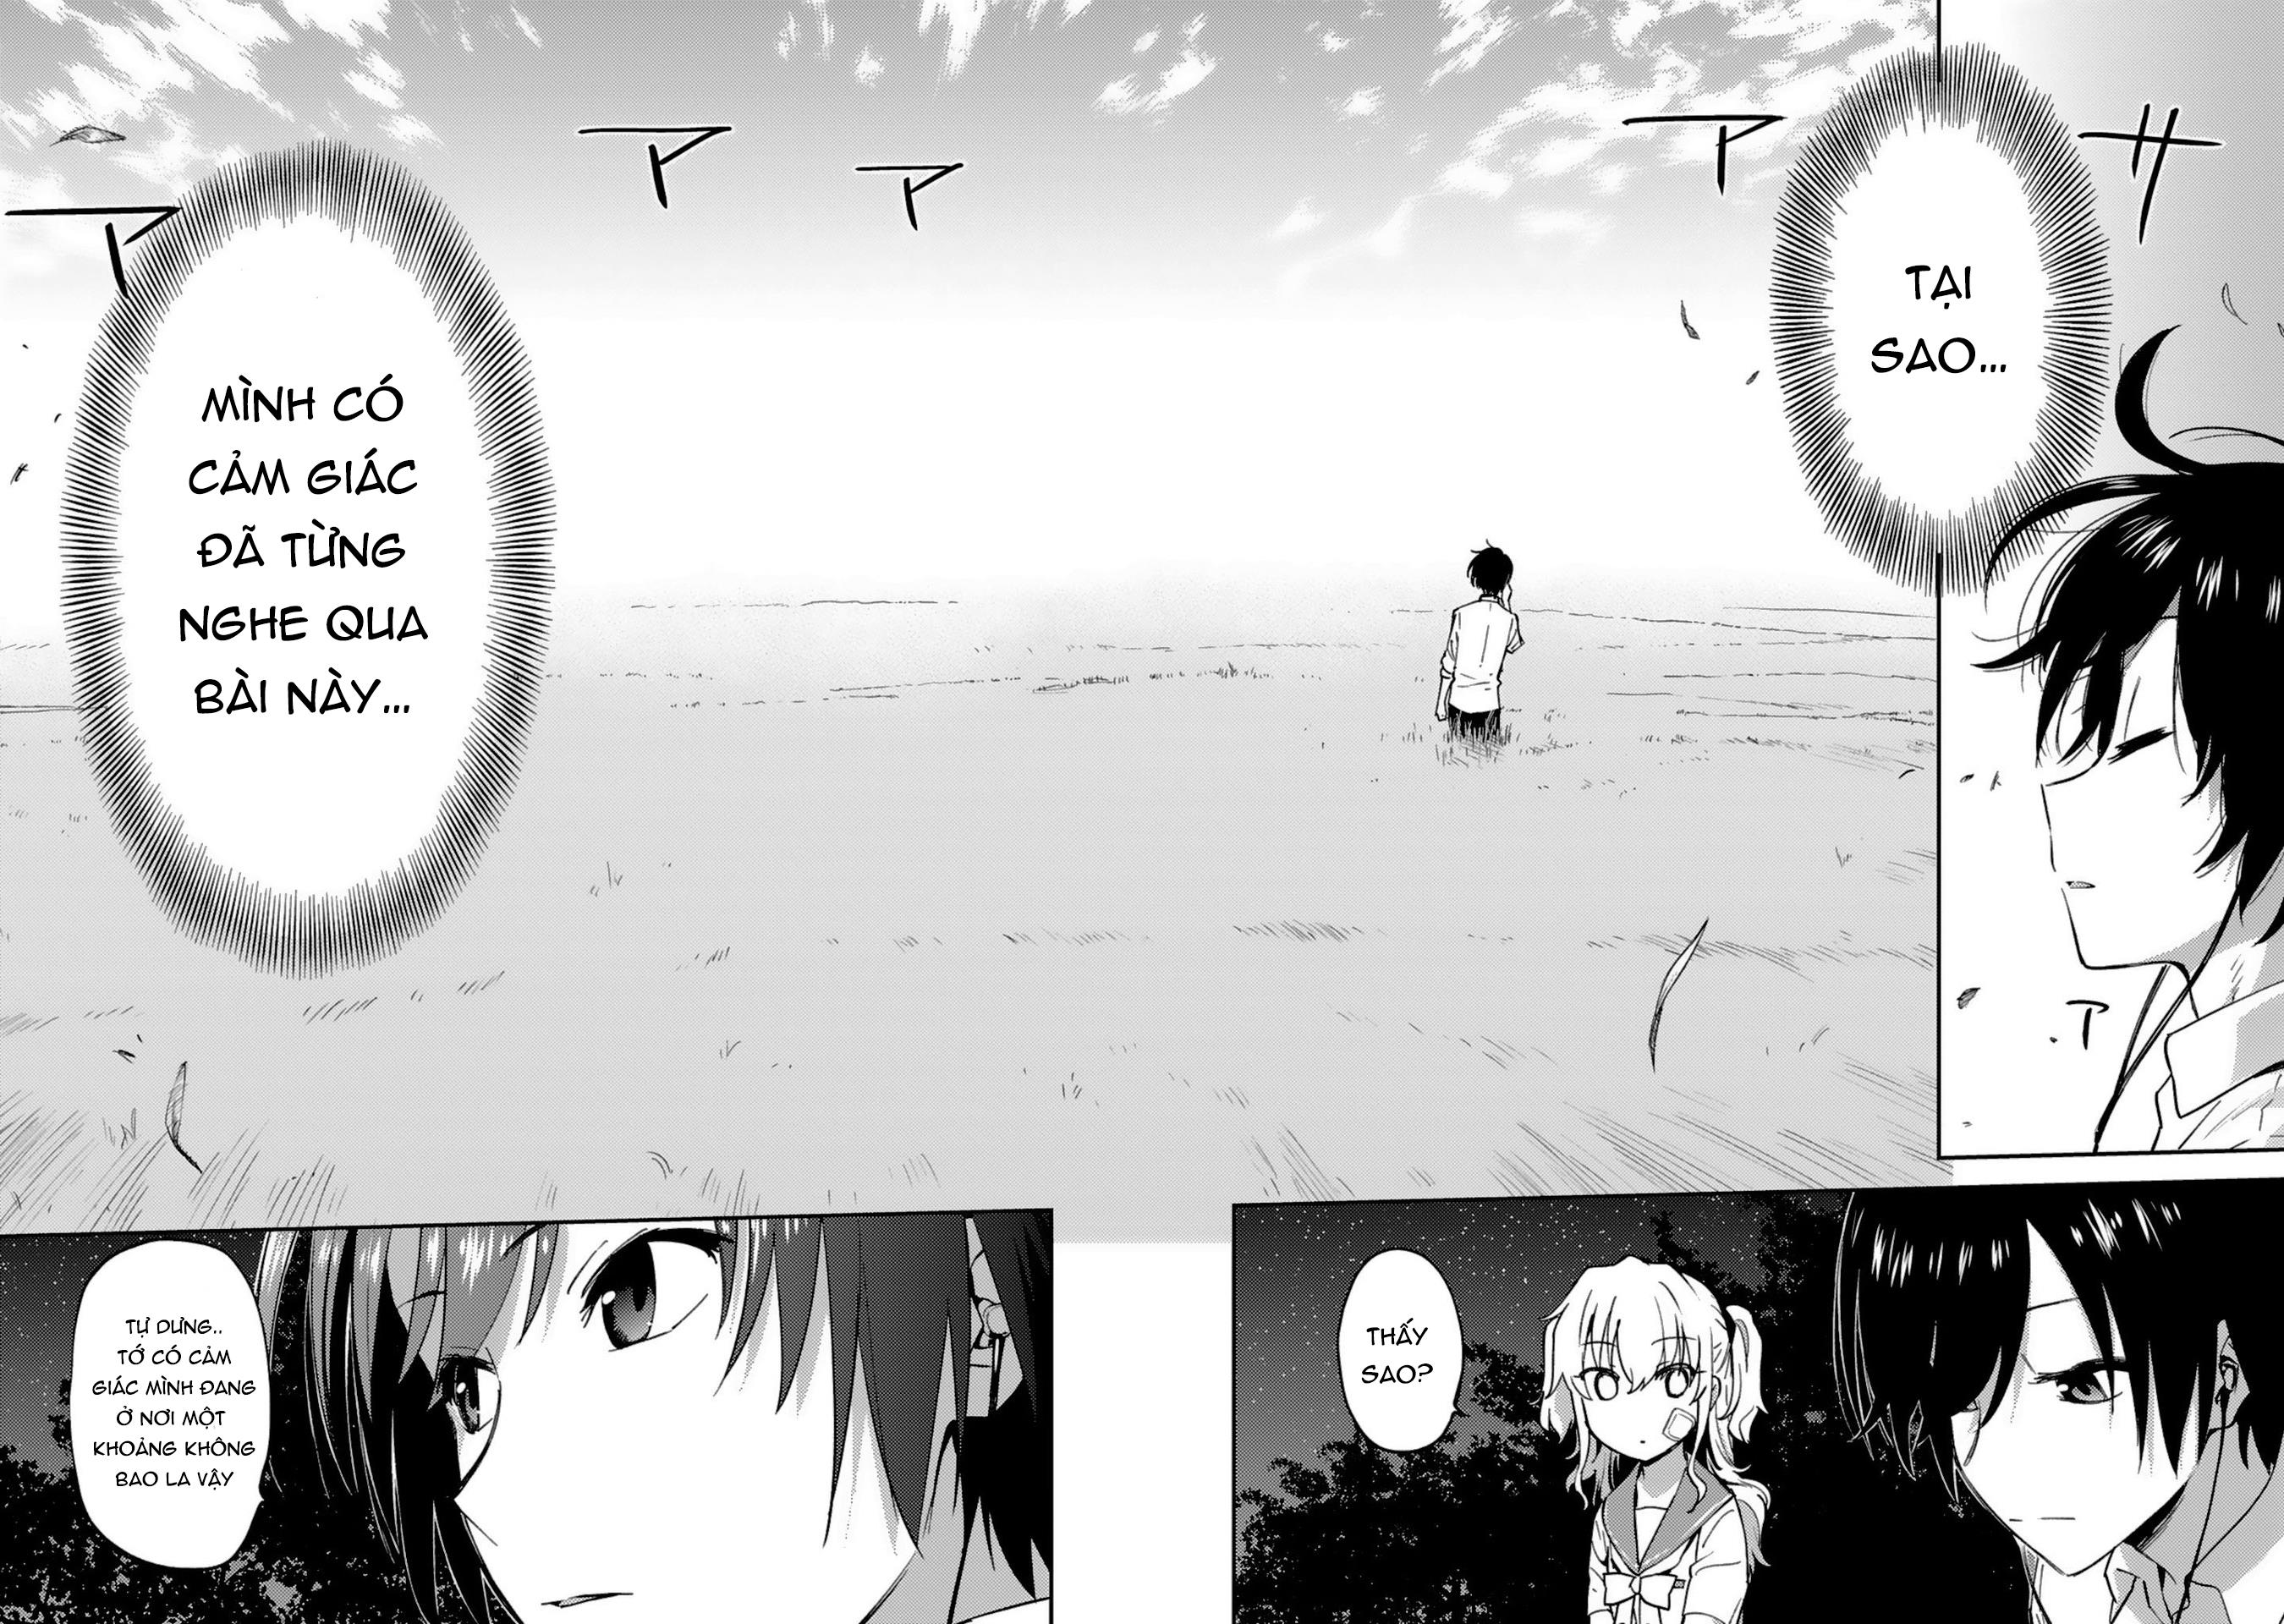 TẠI
SAO...
サ
ア
ア
ア
ア
ア
MÌNH CÓ
CẢM GIÁC
ĐÃ TỪNG
NGHE QUA
BÀI NÀY...
THẤY
SAO?
TỰ DƯNG..
TỚ CÓ CẢM
GIÁC MÌNH ĐANG
Ở NƠI MỘT
KHOẢNG KHÔNG
BAO LA VẬY